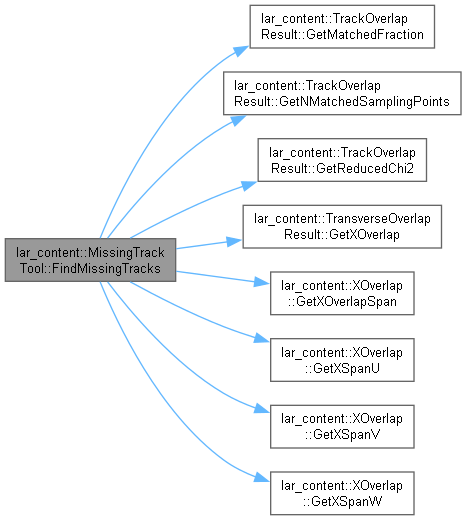 lar_content::TrackOverlap
Result::GetMatchedFraction
lar_content::TrackOverlap
Result::GetNMatchedSamplingPoints
lar_content::TrackOverlap
Result::GetReducedChi2
lar_content::TransverseOverlap
Result::GetXOverlap
lar_content::MissingTrack
Tool::FindMissingTracks
lar_content::XOverlap
::GetXOverlapSpan
lar_content::XOverlap
::GetXSpanU
lar_content::XOverlap
::GetXSpanV
lar_content::XOverlap
::GetXSpanW